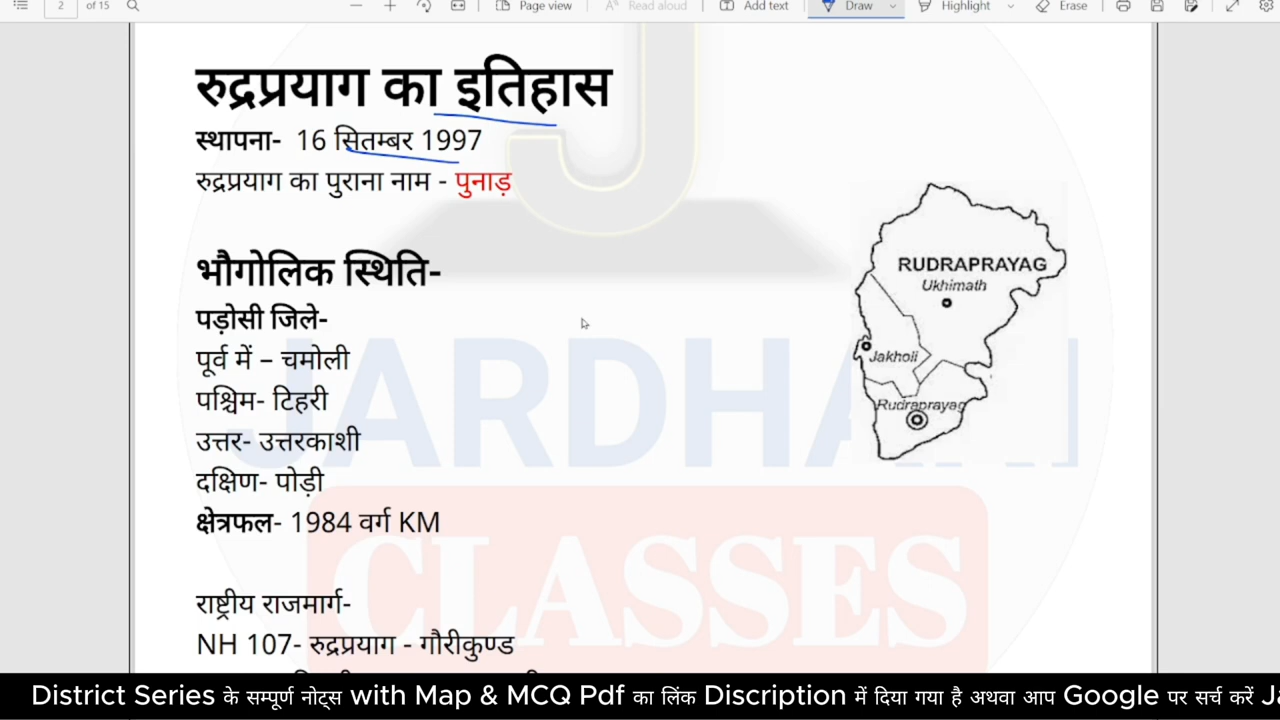 2 of 15 Page view Read aloud Add text Draw Highlight Erase
रुद्रप्रयाग का इतिहास
स्थापना- 16 सितम्बर 1997
रुद्रप्रयाग का पुराना नाम - पुनाड़
भौगोलिक स्थिति-
पड़ोसी जिले-
पूर्व में – चमोली
पश्चिम- टिहरी
उत्तर- उत्तरकाशी
दक्षिण- पोड़ी
क्षेत्रफल- 1984 वर्ग KM
राष्ट्रीय राजमार्ग-
NH 107- रुद्रप्रयाग - गौरीकुण्ड
RUDRAPRAYAG
Ukhimath
Jakholi
Rudraprayag
CLASSES
District Series के सम्पूर्ण नोट्स with Map & MCQ Pdf का लिंक Discription में दिया गया है अथवा आप Google पर सर्च करें